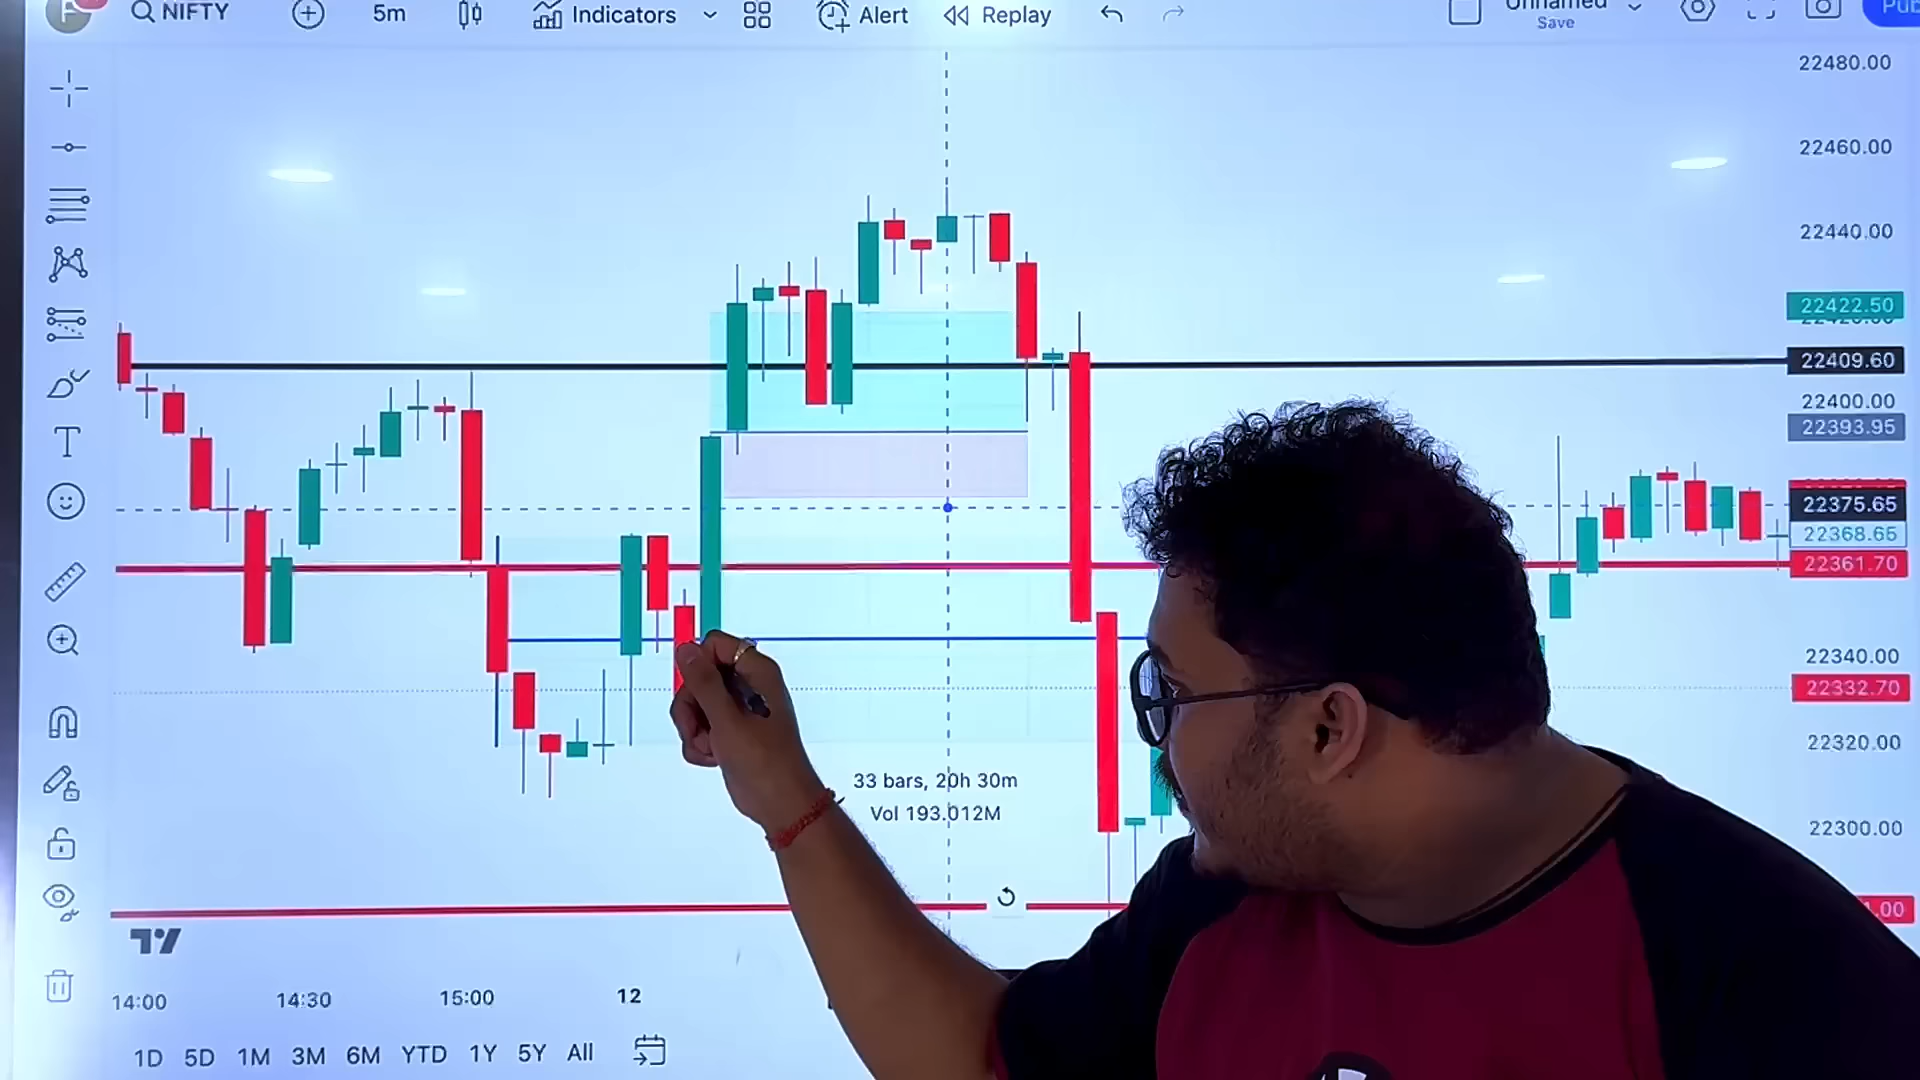 NIFTY
5m
Indicators
Alert
Replay
Unnamed
Save
22480.00
22460.00
22440.00
22422.50
22409.60
22400.00
22393.95
22375.65
22368.65
22361.70
22340.00
22332.70
22320.00
22300.00
.00
33 bars, 20h 30m
Vol 193.012M
14:00
14:30
15:00
12
1D
5D
1M
3M
6M
YTD
1Y
5Y
All